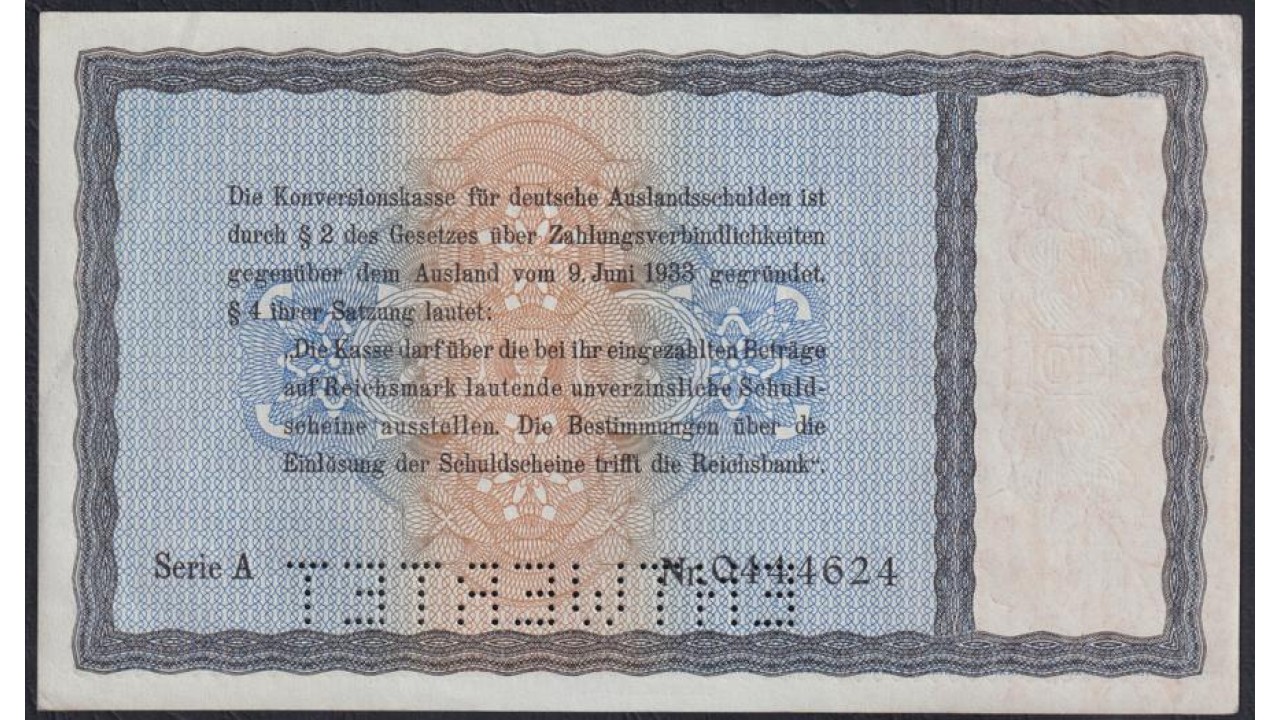 Die Konversionskasse für deutsche Auslandsschulden ist
durch § 2 des Gesetzes über Zahlungsverbindlichkeiten
gegenüber dem Ausland vom 9. Juni 1933 gegründet.
§ 4 ihrer Satzung lautet:
„Die Kasse darf über die bei ihr eingezahlten Beträge
auf Reichsmark lautende unverzinsliche Schuld-
scheine ausstellen. Die Bestimmungen über die
Einlösung der Schuldscheine trifft die Reichsbank“.
Serie A Nr. 0444624
ENTWERTET